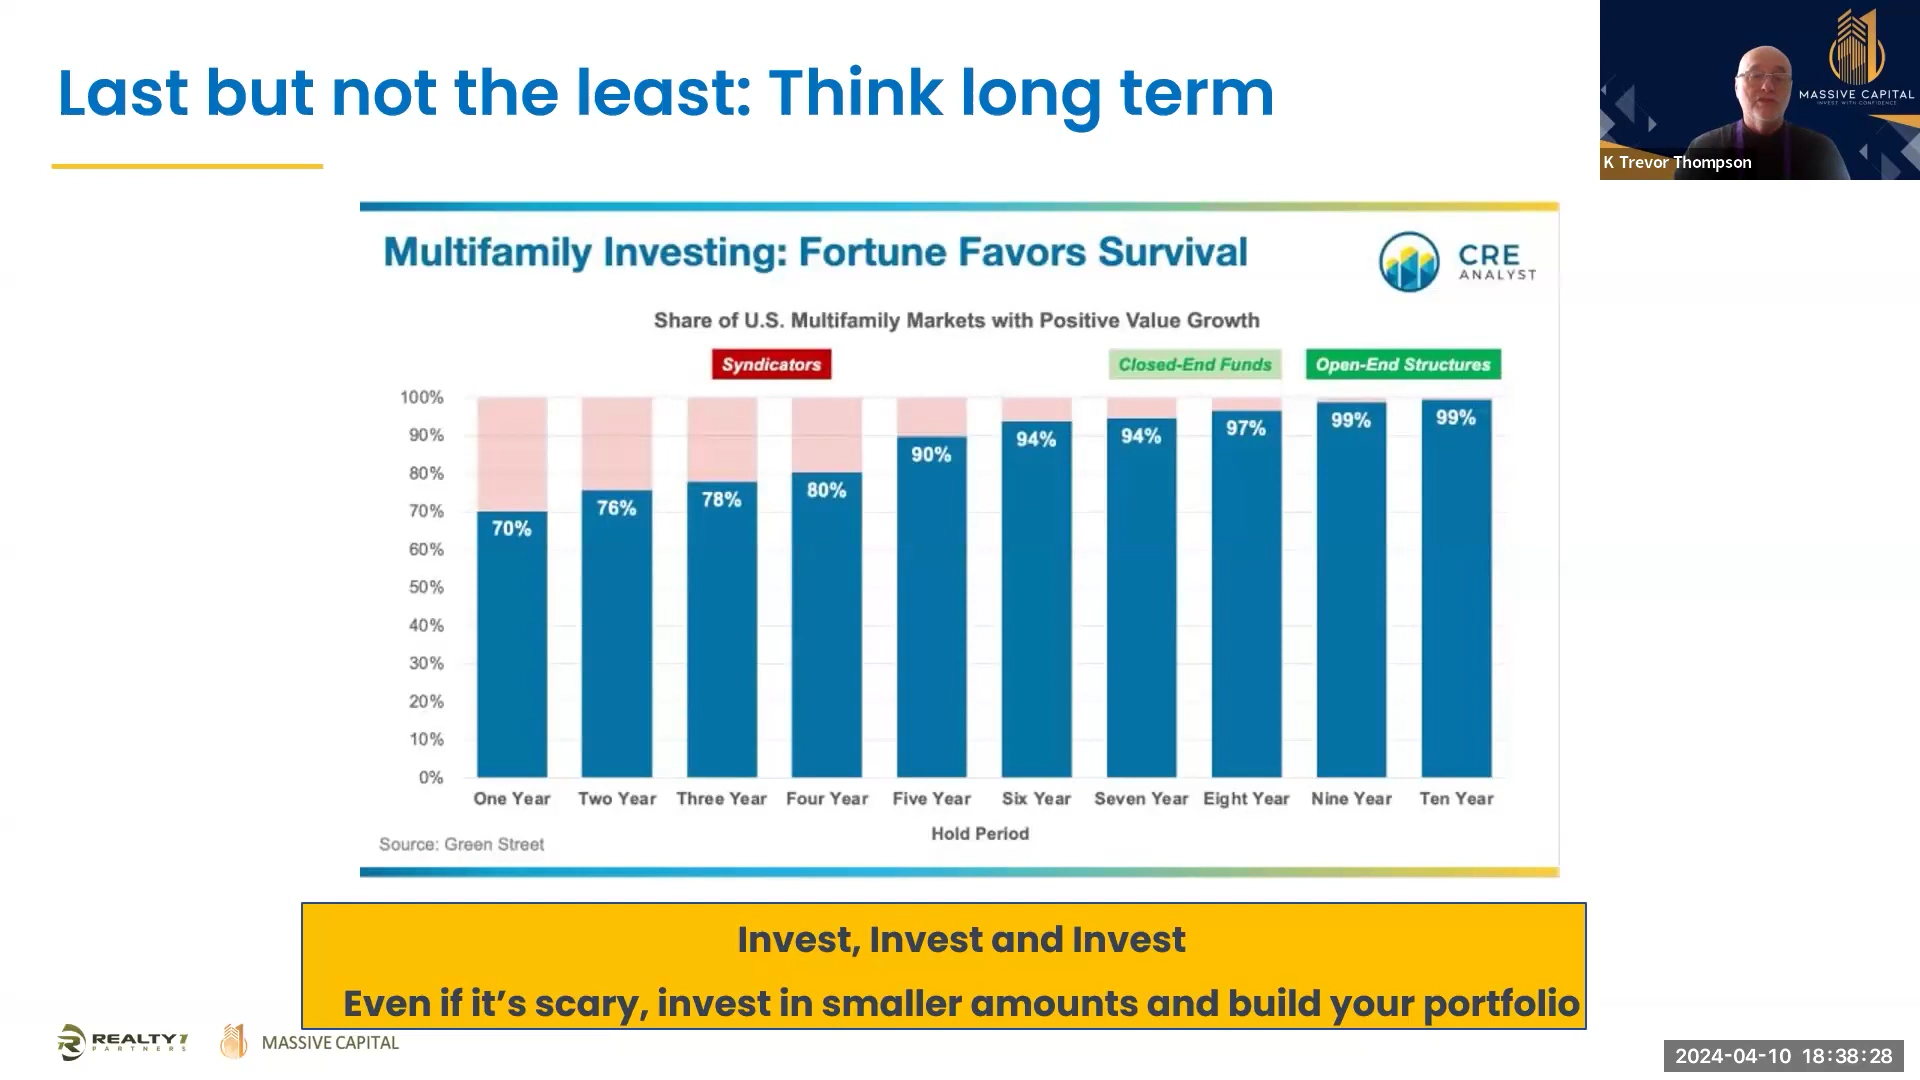 Last but not the least: Think long term
MASSIVE CAPITAL
INVEST WITH CONFIDENCE
K Trevor Thompson
Multifamily Investing: Fortune Favors Survival
CRE
ANALYST
Share of U.S. Multifamily Markets with Positive Value Growth
Syndicators
Closed-End Funds
Open-End Structures
100%
90%
80%
70%
60%
50%
40%
30%
20%
10%
0%
70%
76%
78%
80%
90%
94%
94%
97%
99%
99%
One Year
Two Year
Three Year
Four Year
Five Year
Six Year
Seven Year
Eight Year
Nine Year
Ten Year
Hold Period
Source: Green Street
Invest, Invest and Invest
Even if it’s scary, invest in smaller amounts and build your portfolio
REALTY1
PARTNERS
MASSIVE CAPITAL
2024-04-10 18:38:28